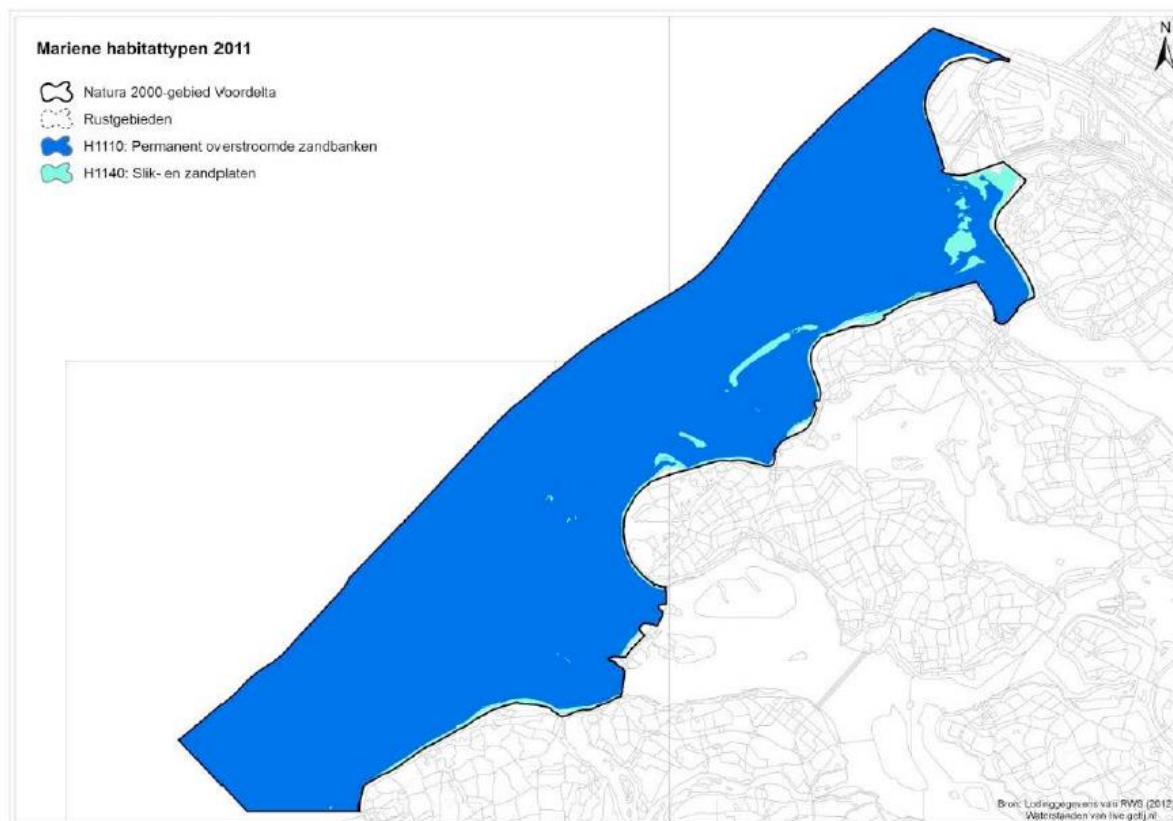 Mariene habitattypen 2011
N
Natura 2000-gebied Voordelta
Rustgebieden
H1110: Permanent overstroomde zandbanken
H1140: Slik- en zandplaten
Bron: Lodinggegevens van RWS (2012)
Waterstanden van live.getij.nl